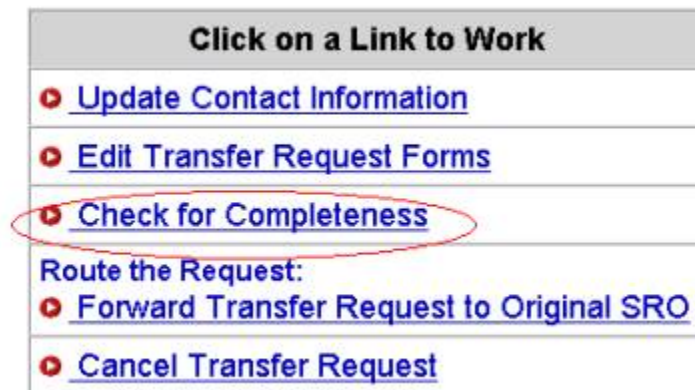 Click on a Link to Work
Update Contact Information
Edit Transfer Request Forms
Check for Completeness
Route the Request:
Forward Transfer Request to Original SRO
Cancel Transfer Request